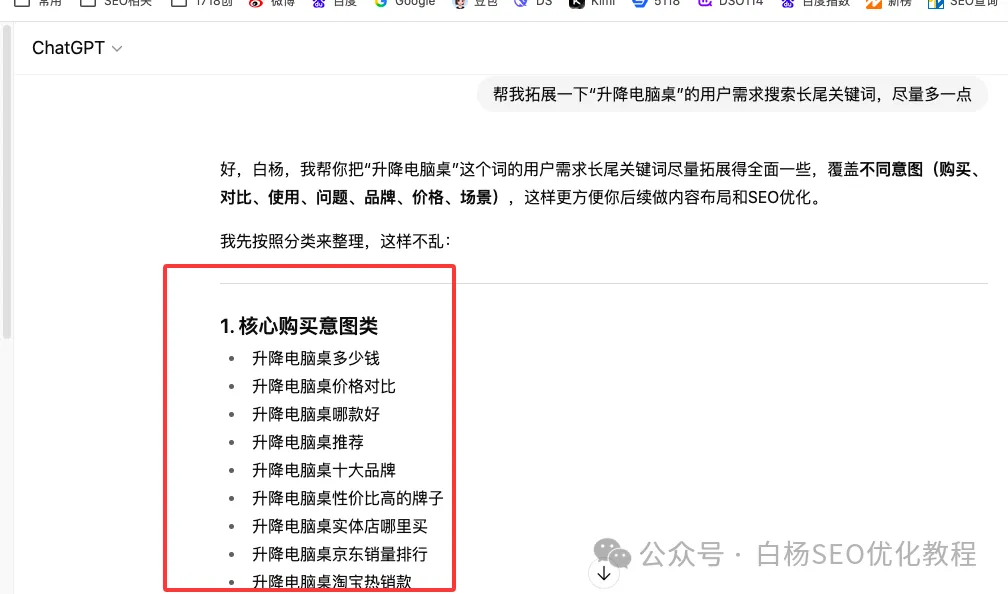 常用 SEO相关 1718创 微博 百度 Google 豆包 DS Kimi 5118 DSO114 百度指数 新榜 SEO查询
ChatGPT
帮我拓展一下“升降电脑桌”的用户需求搜索长尾关键词，尽量多一点
好，白杨，我帮你把“升降电脑桌”这个词的用户需求长尾关键词尽量拓展得全面一些，覆盖不同意图（购买、
对比、使用、问题、品牌、价格、场景），这样更方便你后续做内容布局和SEO优化。
我先按照分类来整理，这样不乱：
1. 核心购买意图类
• 升降电脑桌多少钱
• 升降电脑桌价格对比
• 升降电脑桌哪款好
• 升降电脑桌推荐
• 升降电脑桌十大品牌
• 升降电脑桌性价比高的牌子
• 升降电脑桌实体店哪里买
• 升降电脑桌京东销量排行
• 升降电脑桌淘宝热销款
公众号 · 白杨SEO优化教程